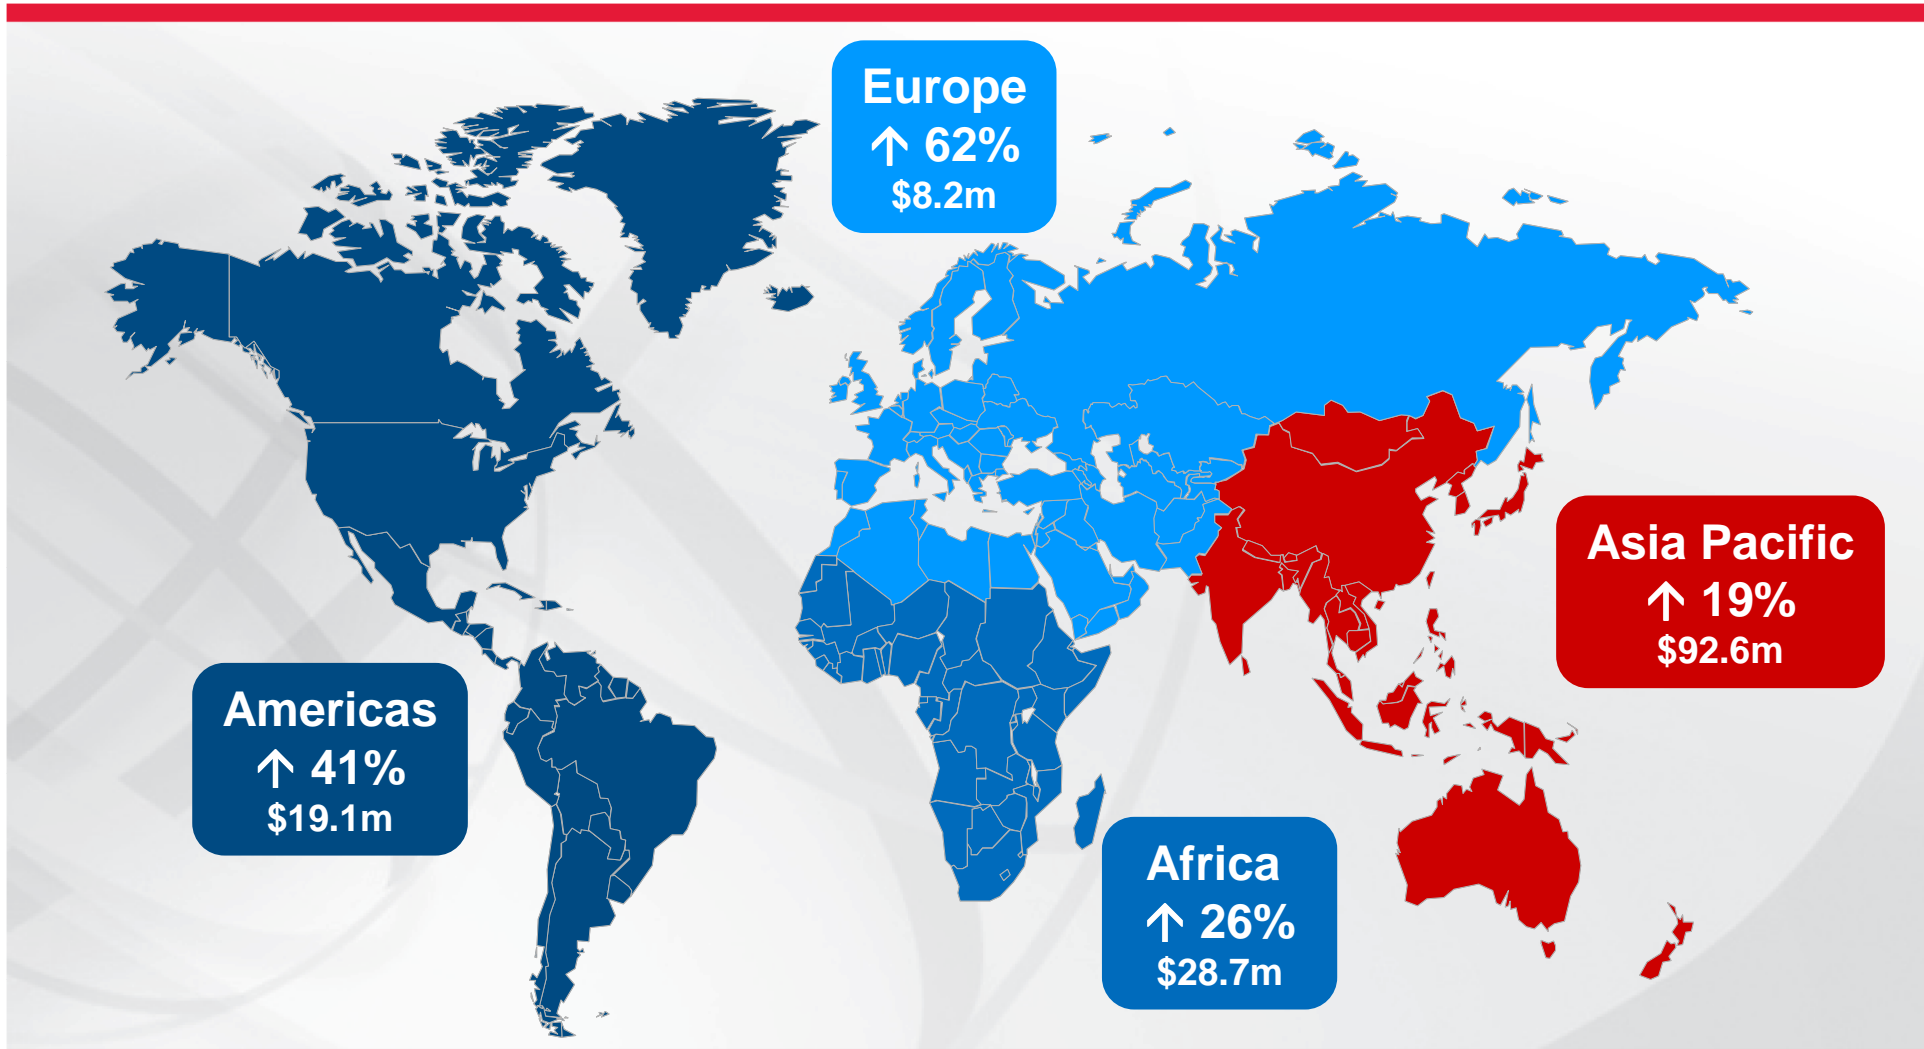 Europe
↑ 62%
$8.2m
Asia Pacific
↑ 19%
$92.6m
Americas
↑ 41%
$19.1m
Africa
↑ 26%
$28.7m